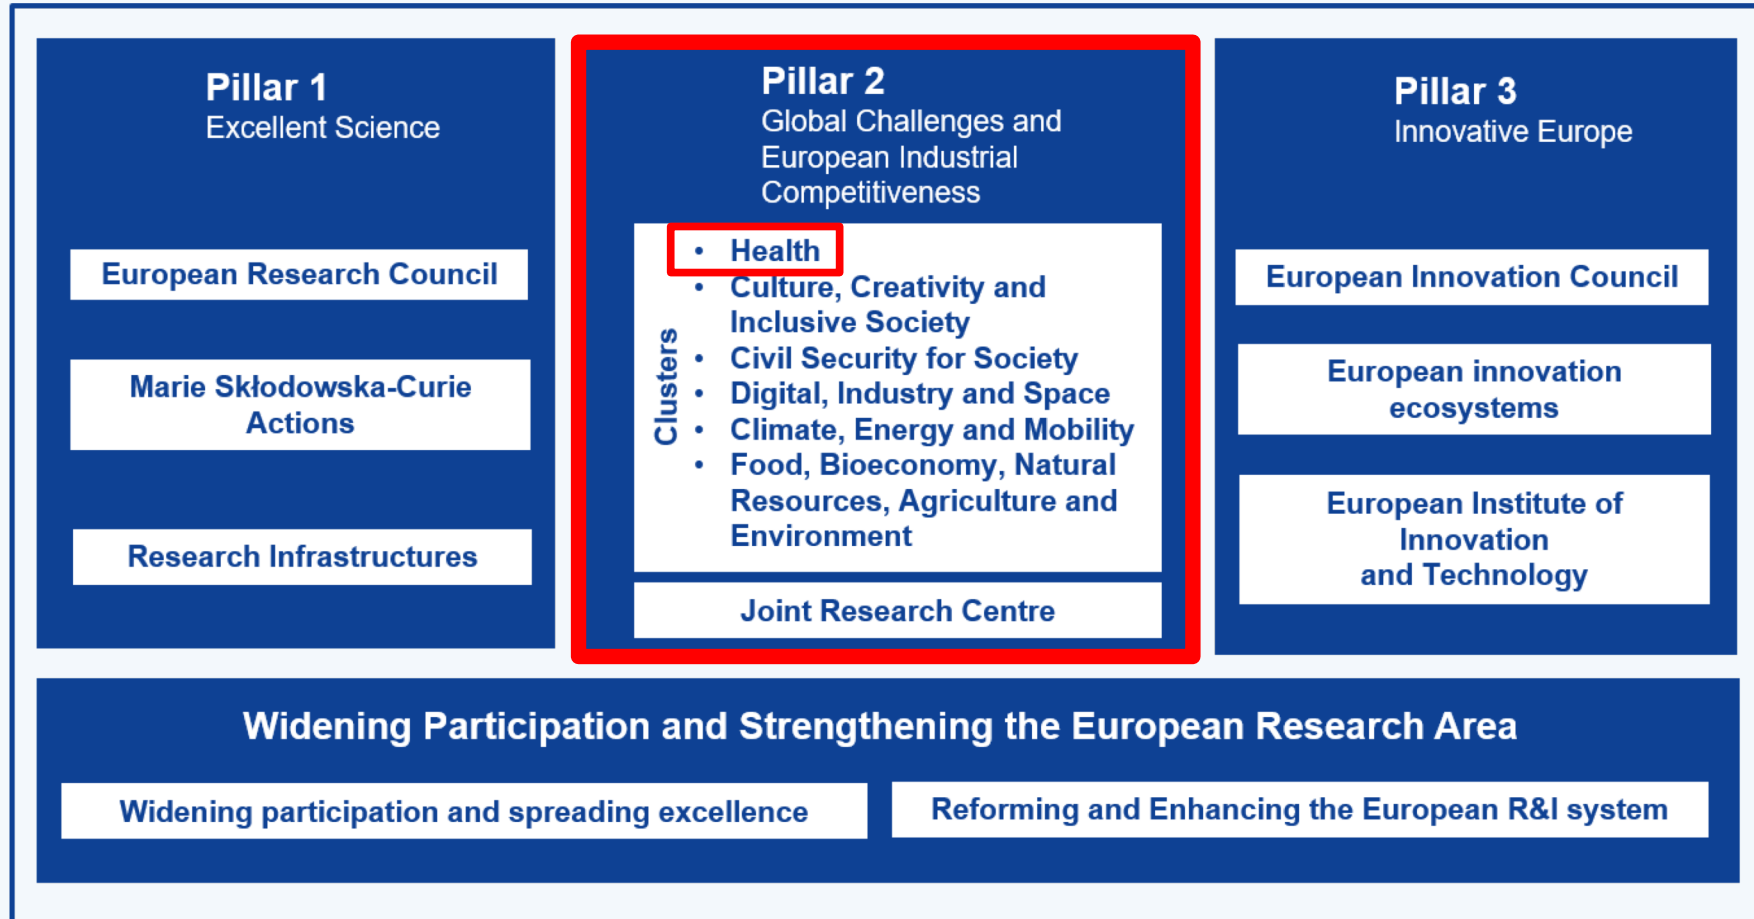 Pillar 1
Excellent Science
European Research Council
Marie Skłodowska-Curie
Actions
Research Infrastructures
Pillar 2
Global Challenges and
European Industrial
Competitiveness
Clusters
• Health
• Culture, Creativity and
Inclusive Society
• Civil Security for Society
• Digital, Industry and Space
• Climate, Energy and Mobility
• Food, Bioeconomy, Natural
Resources, Agriculture and
Environment
Joint Research Centre
Pillar 3
Innovative Europe
European Innovation Council
European innovation
ecosystems
European Institute of
Innovation
and Technology
Widening Participation and Strengthening the European Research Area
Widening participation and spreading excellence
Reforming and Enhancing the European R&I system